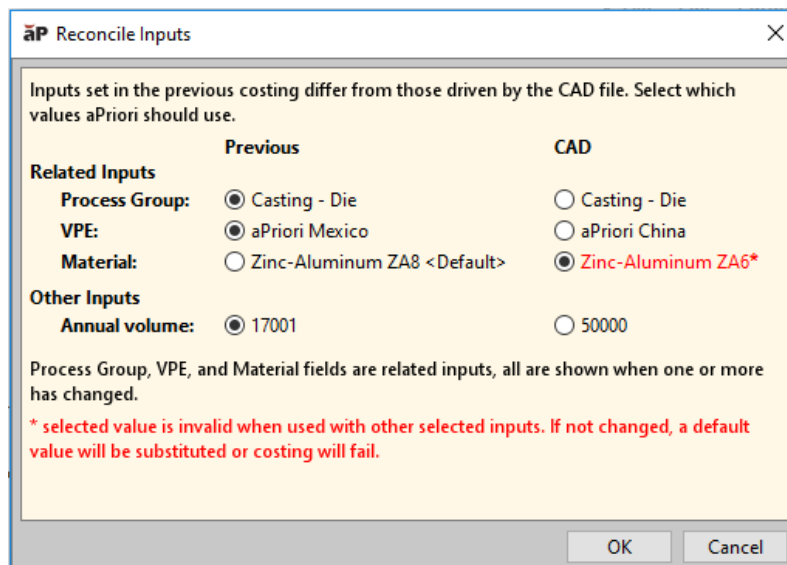 aP Reconcile Inputs
Inputs set in the previous costing differ from those driven by the CAD file. Select which
values aPriori should use.
Previous CAD
Related Inputs
Process Group: Casting - Die Casting - Die
VPE: aPriori Mexico aPriori China
Material: Zinc-Aluminum ZA8 <Default> Zinc-Aluminum ZA6*
Other Inputs
Annual volume: 17001 50000
Process Group, VPE, and Material fields are related inputs, all are shown when one or more
has changed.
* selected value is invalid when used with other selected inputs. If not changed, a default
value will be substituted or costing will fail.
OK Cancel